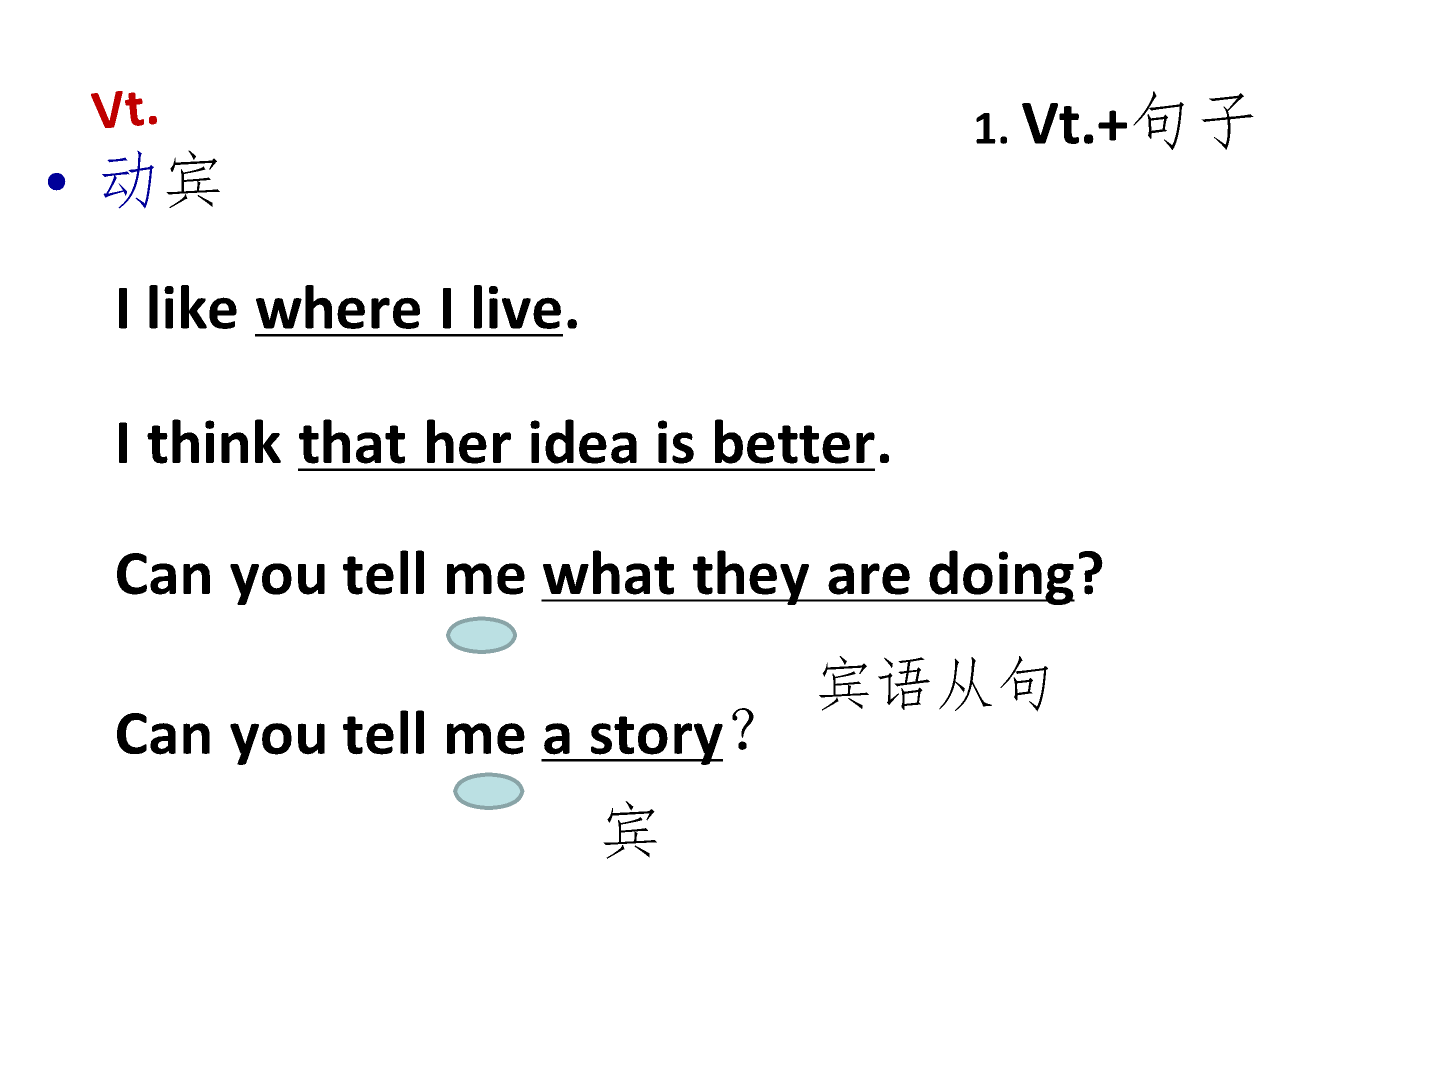 Vt.
1. Vt.+句子
• 动宾
I like where I live.
I think that her idea is better.
Can you tell me what they are doing?
宾语从句
Can you tell me a story？
宾